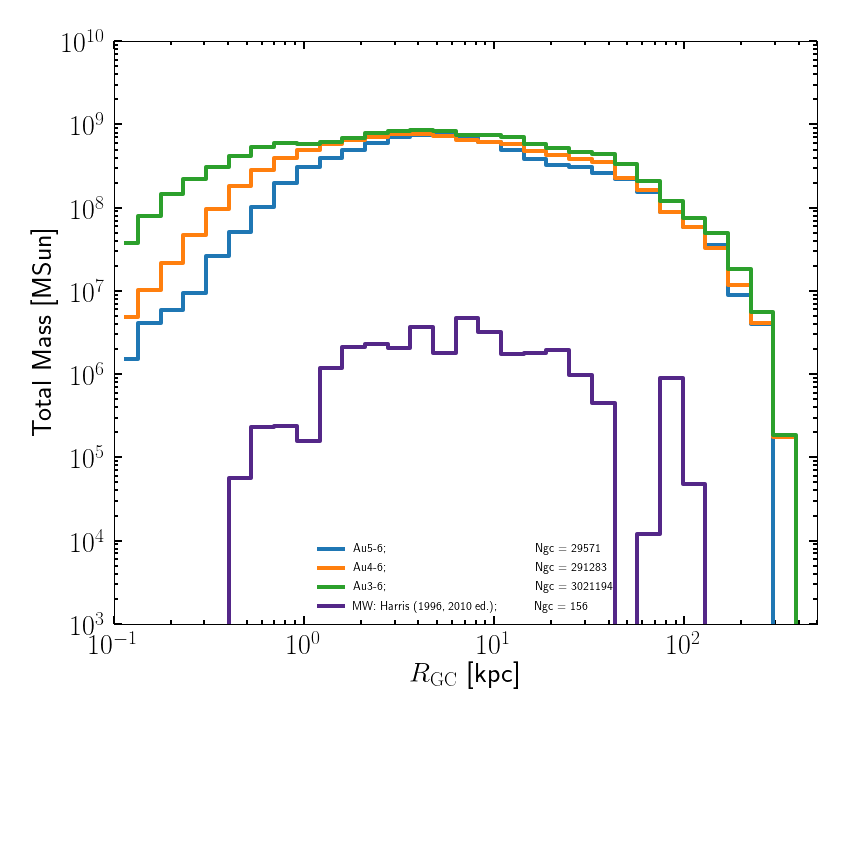 10^10
10^9
10^8
10^7
10^6
10^5
10^4
10^3
Total Mass [MSun]
Au5-6; Ngc = 29571
Au4-6; Ngc = 291283
Au3-6; Ngc = 3021194
MW: Harris (1996, 2010 ed.); Ngc = 156
10^−1 10^0 10^1 10^2
R_GC [kpc]